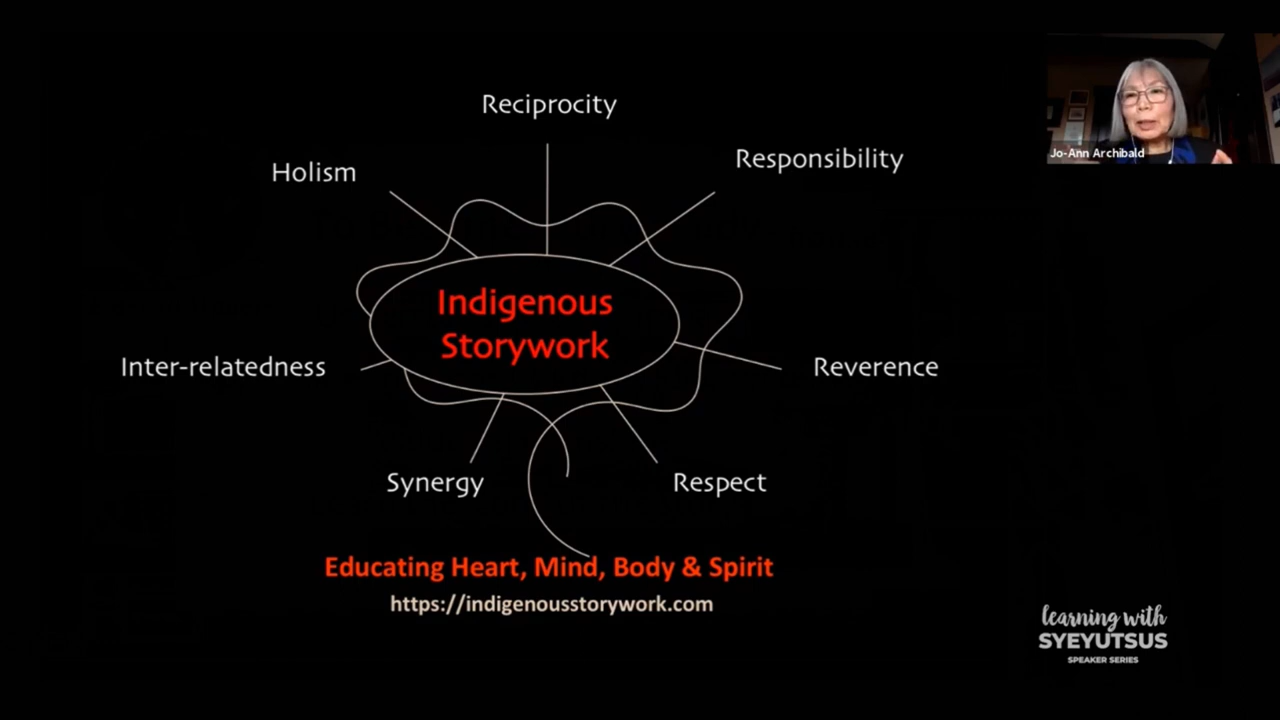 Reciprocity
Holism
Responsibility
Jo-Ann Archibald
Indigenous
Storywork
Inter-relatedness
Reverence
Synergy
Respect
Educating Heart, Mind, Body & Spirit
https://indigenousstorywork.com
learning with
SYEYUTSUS
SPEAKER SERIES